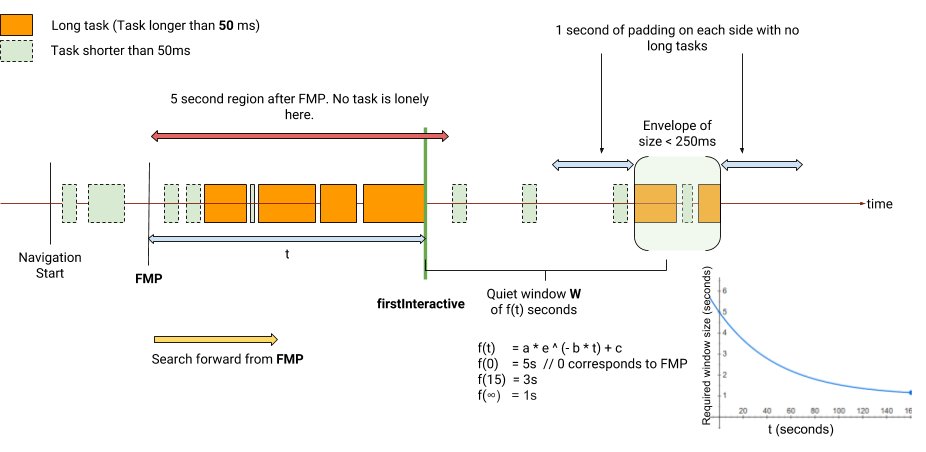 Long task (Task longer than 50 ms)
Task shorter than 50ms
1 second of padding on each side with no
long tasks
5 second region after FMP. No task is lonely
here.
Envelope of
size < 250ms
time
Navigation
Start
FMP
t
firstInteractive
Quiet window W
of f(t) seconds
Search forward from FMP
f(t) = a * e ^ (- b * t) + c
f(0) = 5s // 0 corresponds to FMP
f(15) = 3s
f(∞) = 1s
Required window size (seconds)
6
5
4
3
2
1
20 40 60 80 100 120 140 16
t (seconds)